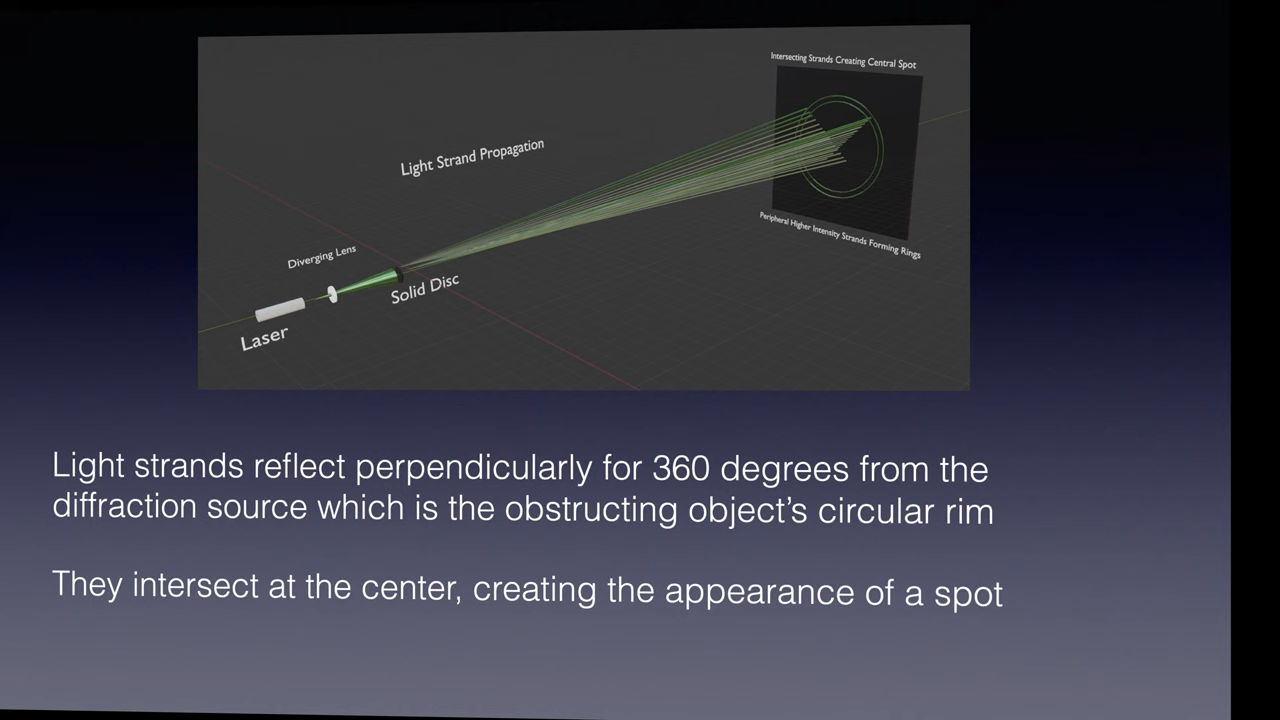 Intersecting Strands Creating Central Spot
Light Strand Propagation
Peripheral Higher Intensity Strands Forming Rings
Diverging Lens
Solid Disc
Laser
Light strands reflect perpendicularly for 360 degrees from the
diffraction source which is the obstructing object's circular rim
They intersect at the center, creating the appearance of a spot